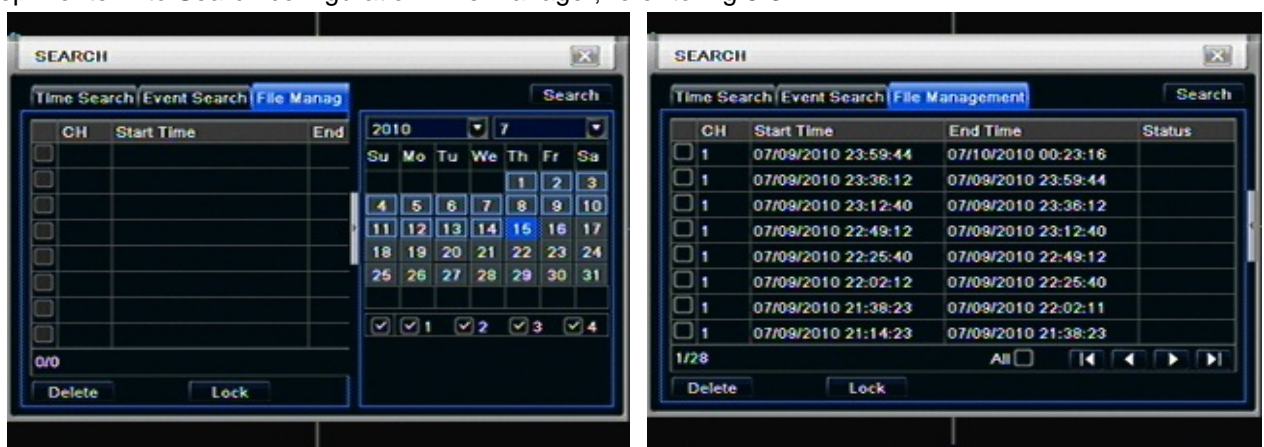 SEARCH
Time Search Event Search File Manag Search
CH Start Time End
2010 7
Su Mo Tu We Th Fr Sa
1 2 3
4 5 6 7 8 9 10
11 12 13 14 15 16 17
18 19 20 21 22 23 24
25 26 27 28 29 30 31
1 2 3 4
0/0
Delete Lock
SEARCH
Time Search Event Search File Management Search
CH Start Time End Time Status
1 07/09/2010 23:59:44 07/10/2010 00:23:16
1 07/09/2010 23:36:12 07/09/2010 23:59:44
1 07/09/2010 23:12:40 07/09/2010 23:36:12
1 07/09/2010 22:49:12 07/09/2010 23:12:40
1 07/09/2010 22:25:40 07/09/2010 22:49:12
1 07/09/2010 22:02:12 07/09/2010 22:25:40
1 07/09/2010 21:38:23 07/09/2010 22:02:11
1 07/09/2010 21:14:23 07/09/2010 21:38:23
1/28 All
Delete Lock